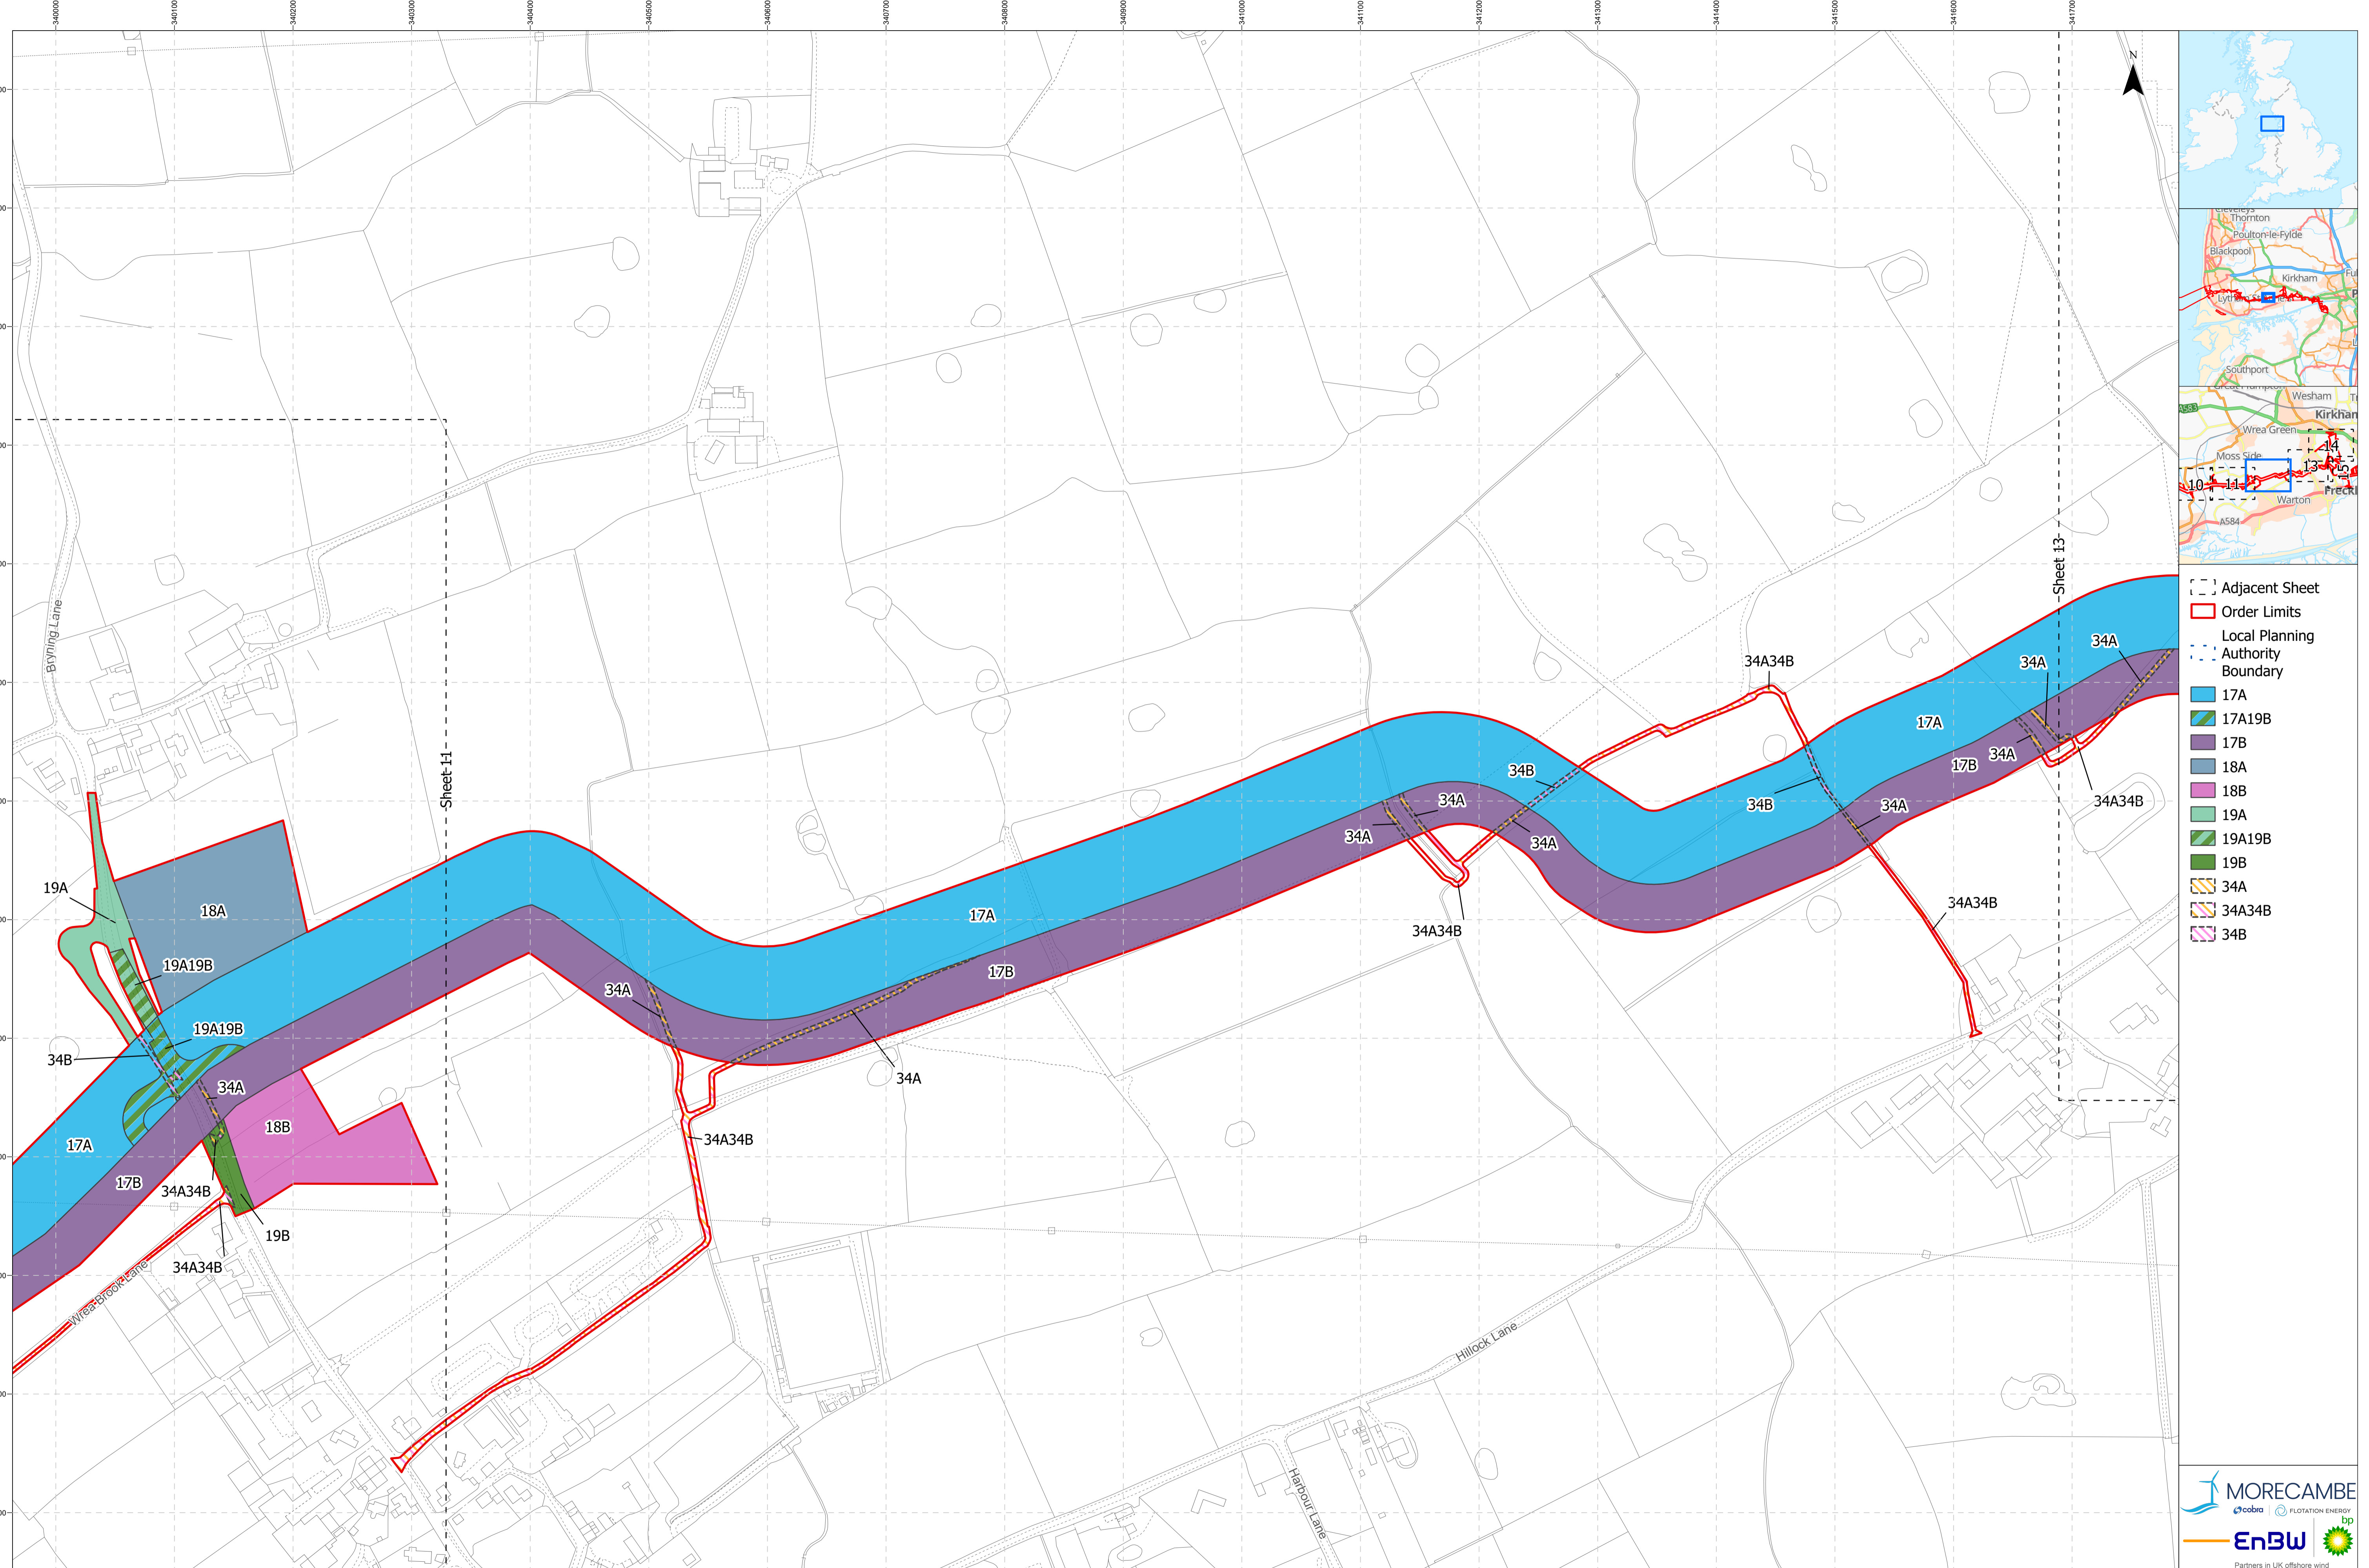 340000
340100
340200
340300
340400
340500
340600
340700
340800
340900
341000
341100
341200
341300
341400
341500
341600
341700
N
Bryning Lane
Sheet 11
Sheet 13
34A
34A
34A34B
17A
34B
34A
17B
34A
34B
34A
34A
34A
34A34B
34A
34A34B
34A34B
19A
18A
17A
19A19B
17B
34A
19A19B
34B
34A
34A
18B
17A
34A34B
17B
34A34B
19B
34A34B
Wrea Brook Lane
Hillock Lane
Harbour Lane
Cleveleys
Thornton
Poulton-le-Fylde
Blackpool
Kirkham
Southport
Wesham
A583
Kirkham
Wrea Green
14
Moss Side
13
15
10
11
Warton
A584
Adjacent Sheet
Order Limits
Local Planning
Authority
Boundary
17A
17A19B
17B
18A
18B
19A
19A19B
19B
34A
34A34B
34B
MORECAMBE
cobra
FLOTATION ENERGY
EnBW
bp
Partners in UK offshore wind